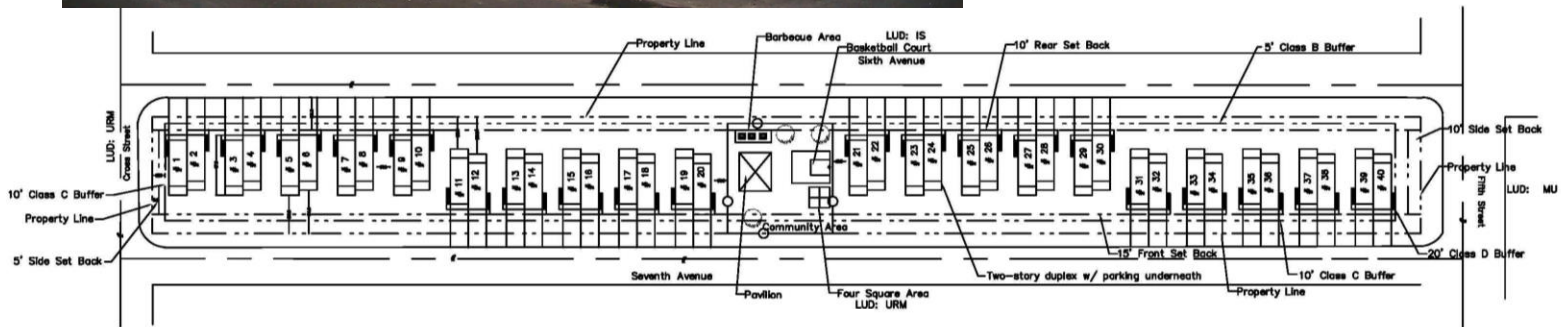 Property Line
Barbecue Area
LUD: IS
Basketball Court
Sixth Avenue
10' Rear Set Back
5' Class B Buffer
LUD: URM
Cross Street
# 1
# 2
# 3
# 4
# 5
# 6
# 7
# 8
# 9
# 10
# 11
# 12
# 13
# 14
# 15
# 16
# 17
# 18
# 19
# 20
# 21
# 22
# 23
# 24
# 25
# 26
# 27
# 28
# 29
# 30
# 31
# 32
# 33
# 34
# 35
# 36
# 37
# 38
# 39
# 40
10' Side Set Back
Property Line
Fifth Street
LUD: MU
10' Class C Buffer
Property Line
5' Side Set Back
Community Area
15' Front Set Back
20' Class D Buffer
Seventh Avenue
Two-story duplex w/ parking underneath
10' Class C Buffer
Pavilion
Four Square Area
LUD: URM
Property Line